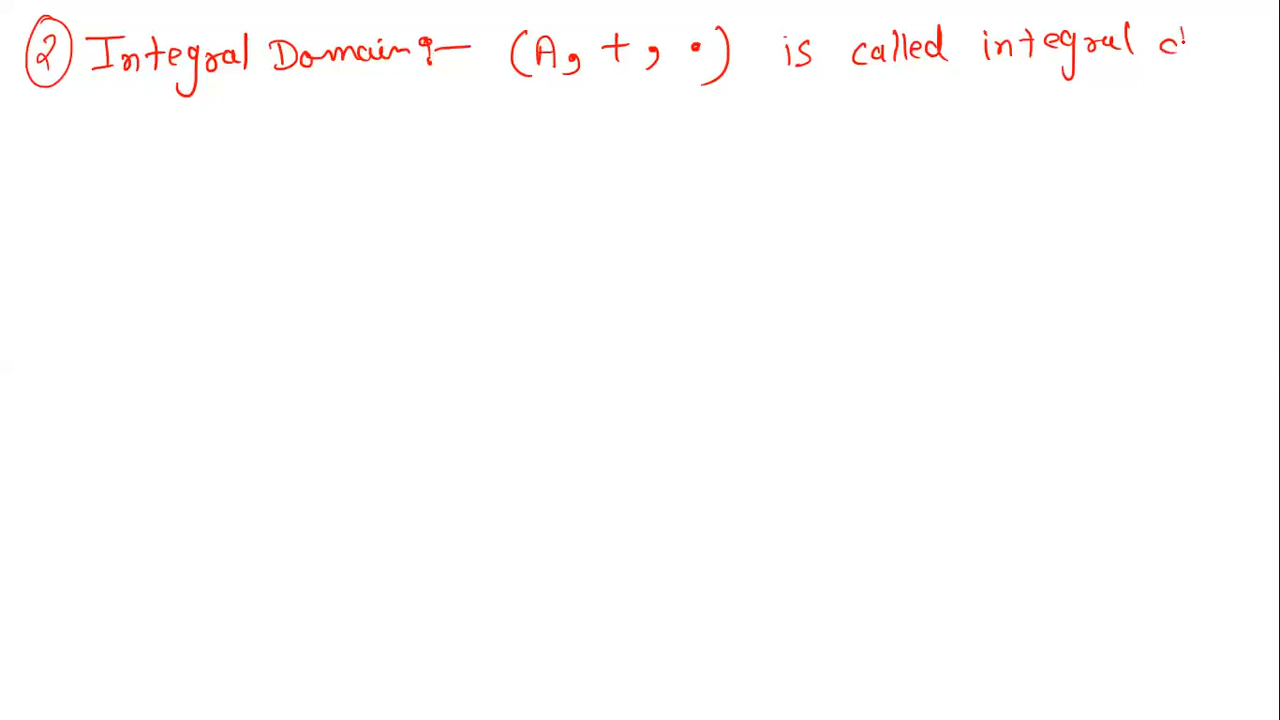 ② Integral Domain :- (A, +, •) is called integral